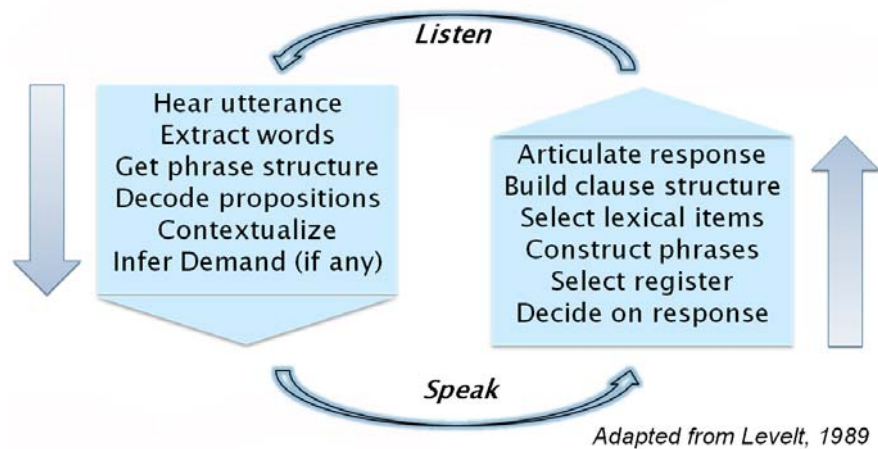 Listen
Hear utterance
Extract words
Get phrase structure
Decode propositions
Contextualize
Infer Demand (if any)
Articulate response
Build clause structure
Select lexical items
Construct phrases
Select register
Decide on response
Speak
Adapted from Levelt, 1989